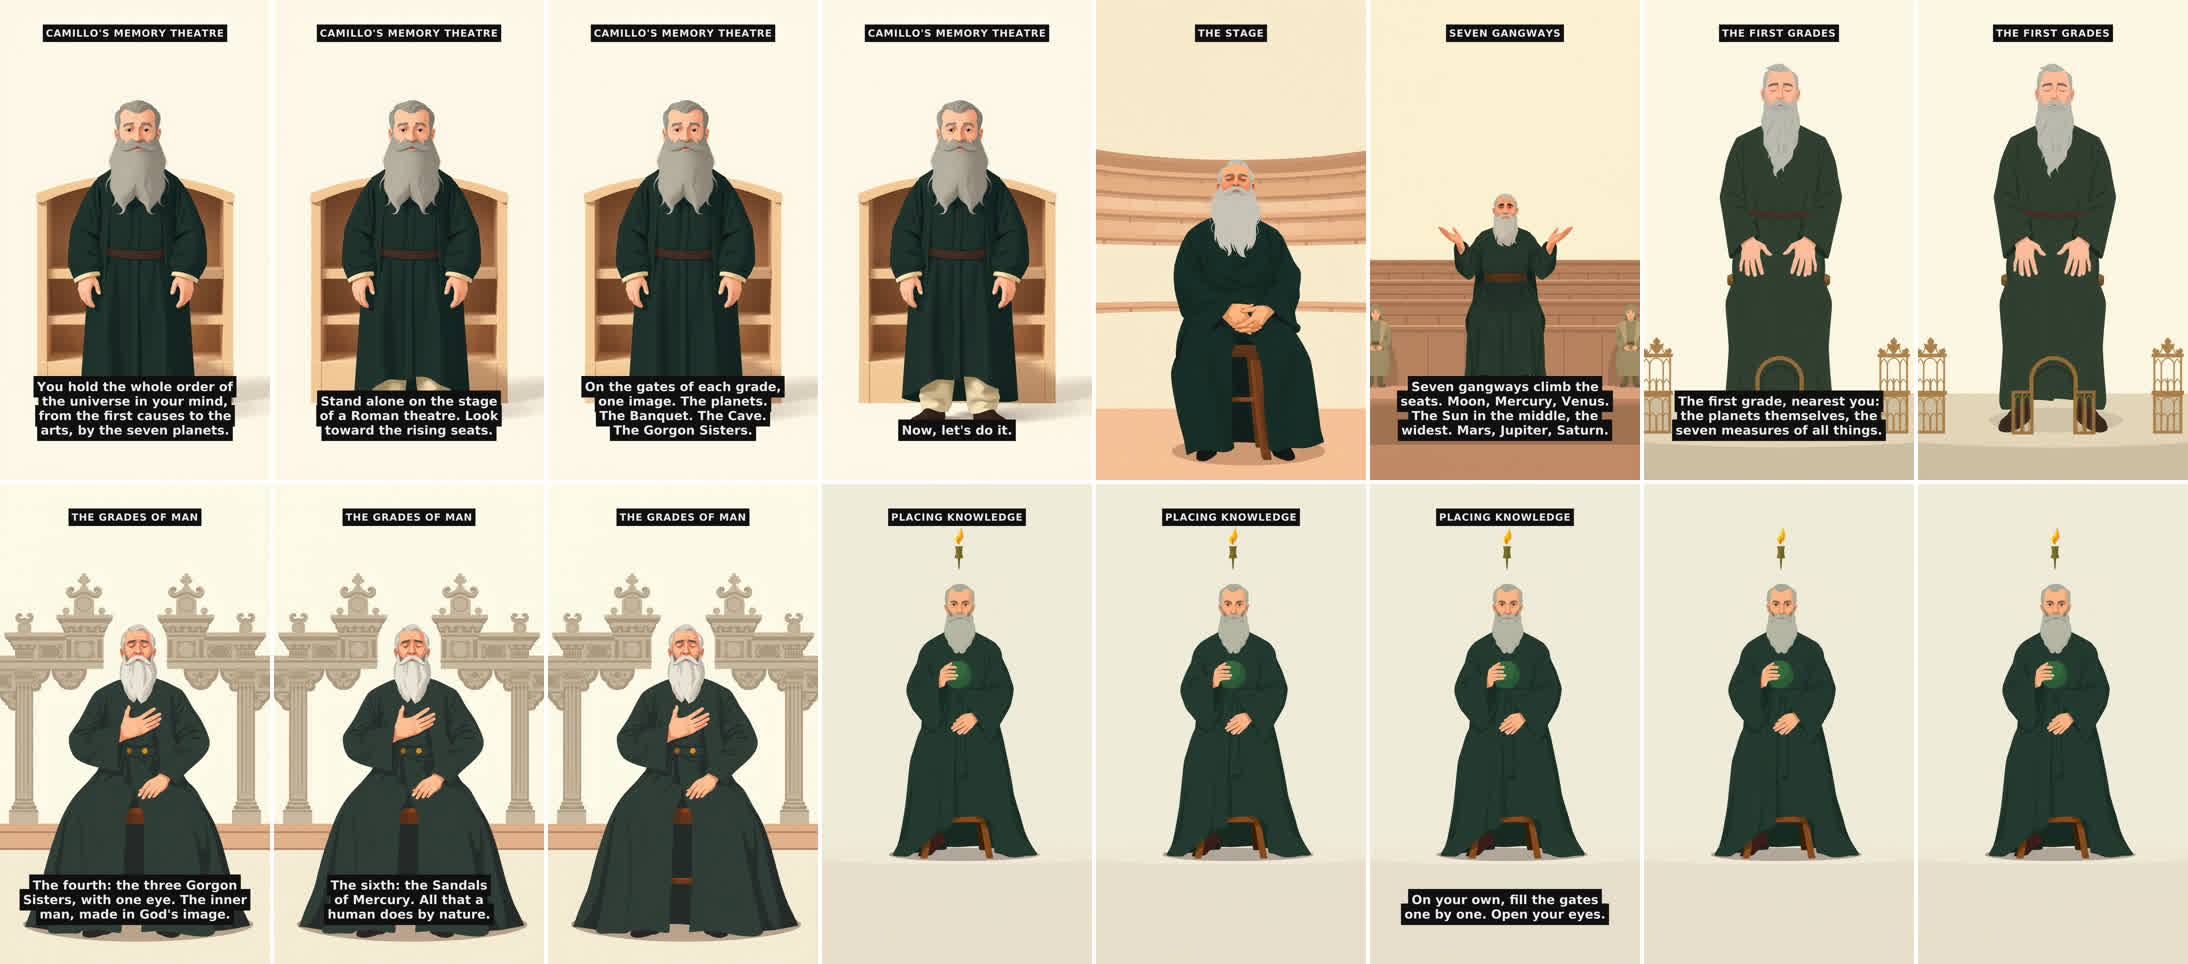 CAMILLO'S MEMORY THEATRE
You hold the whole order of
the universe in your mind,
from the first causes to the
arts, by the seven planets.
CAMILLO'S MEMORY THEATRE
Stand alone on the stage
of a Roman theatre. Look
toward the rising seats.
CAMILLO'S MEMORY THEATRE
On the gates of each grade,
one image. The planets.
The Banquet. The Cave.
The Gorgon Sisters.
CAMILLO'S MEMORY THEATRE
Now, let's do it.
THE STAGE
SEVEN GANGWAYS
Seven gangways climb the
seats. Moon, Mercury, Venus.
The Sun in the middle, the
widest. Mars, Jupiter, Saturn.
THE FIRST GRADES
The first grade, nearest you:
the planets themselves, the
seven measures of all things.
THE FIRST GRADES
THE GRADES OF MAN
The fourth: the three Gorgon
Sisters, with one eye. The inner
man, made in God's image.
THE GRADES OF MAN
The sixth: the Sandals
of Mercury. All that a
human does by nature.
THE GRADES OF MAN
PLACING KNOWLEDGE
PLACING KNOWLEDGE
PLACING KNOWLEDGE
On your own, fill the gates
one by one. Open your eyes.